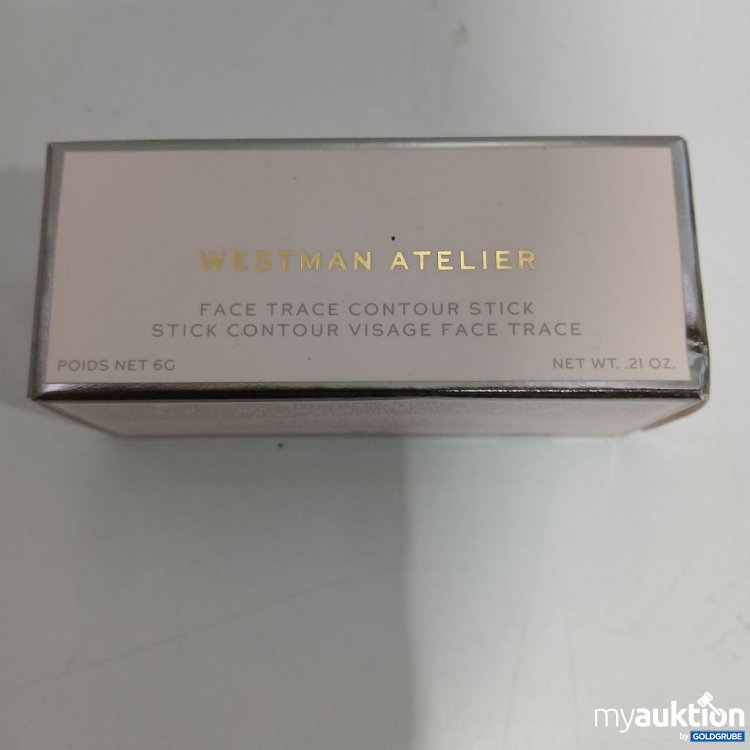 WESTMAN ATELIER
FACE TRACE CONTOUR STICK
STICK CONTOUR VISAGE FACE TRACE
POIDS NET 6G
NET WT. .21 OZ.
myauktion
by GOLDGRUBE